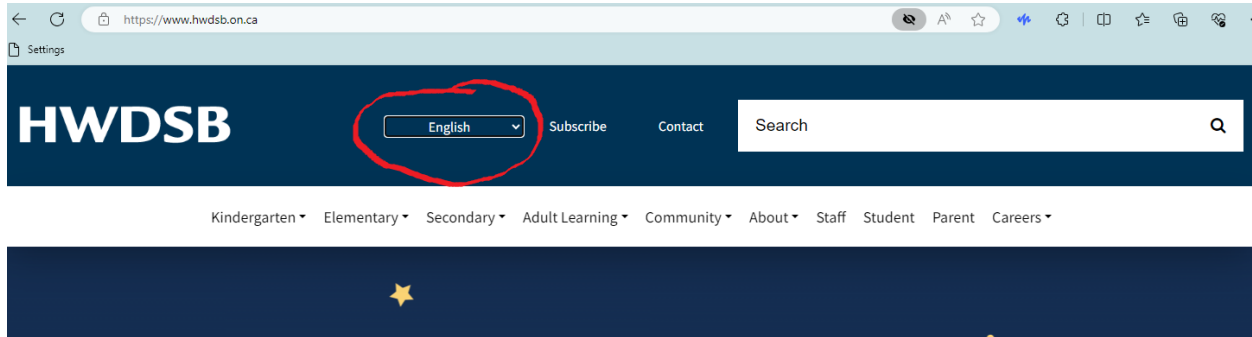 https://www.hwdsb.on.ca
Settings
HWDSB
English
Subscribe
Contact
Search
Kindergarten Elementary Secondary Adult Learning Community About Staff Student Parent Careers